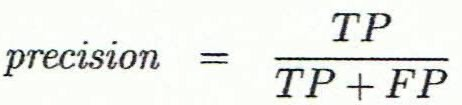 precision = TP / TP + FP